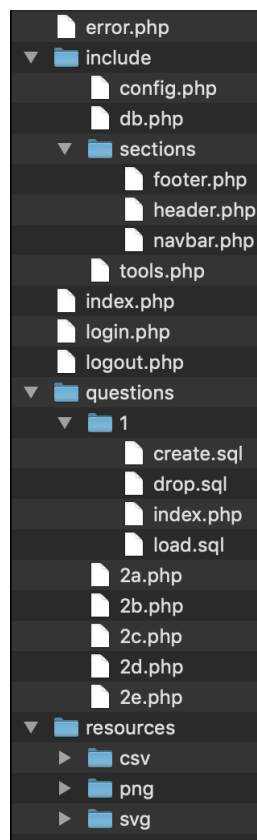 error.php
include
config.php
db.php
sections
footer.php
header.php
navbar.php
tools.php
index.php
login.php
logout.php
questions
1
create.sql
drop.sql
index.php
load.sql
2a.php
2b.php
2c.php
2d.php
2e.php
resources
csv
png
svg